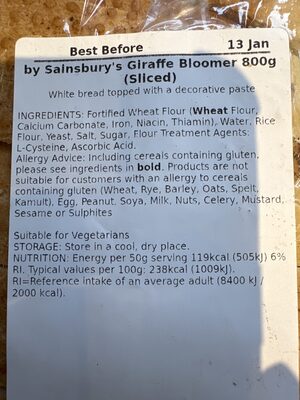 Best Before 13 Jan
by Sainsbury's Giraffe Bloomer 800g
(Sliced)
White bread topped with a decorative paste
INGREDIENTS: Fortified Wheat Flour (Wheat Flour,
Calcium Carbonate, Iron, Niacin, Thiamin), Water, Rice
Flour, Yeast, Salt, Sugar, Flour Treatment Agents:
L-Cysteine, Ascorbic Acid.
Allergy Advice: Including cereals containing gluten,
please see ingredients in bold. Products are not
suitable for customers with an allergy to cereals
containing gluten (Wheat, Rye, Barley, Oats, Spelt,
Kamult), Egg, Peanut, Soya, Milk, Nuts, Celery, Mustard,
Sesame or Sulphites
Suitable for Vegetarians
STORAGE: Store in a cool, dry place.
NUTRITION: Energy per 50g serving 119kcal (505kJ) 6%
RI. Typical values per 100g: 238kcal (1009kJ).
RI=Reference intake of an average adult (8400 kJ /
2000 kcal).